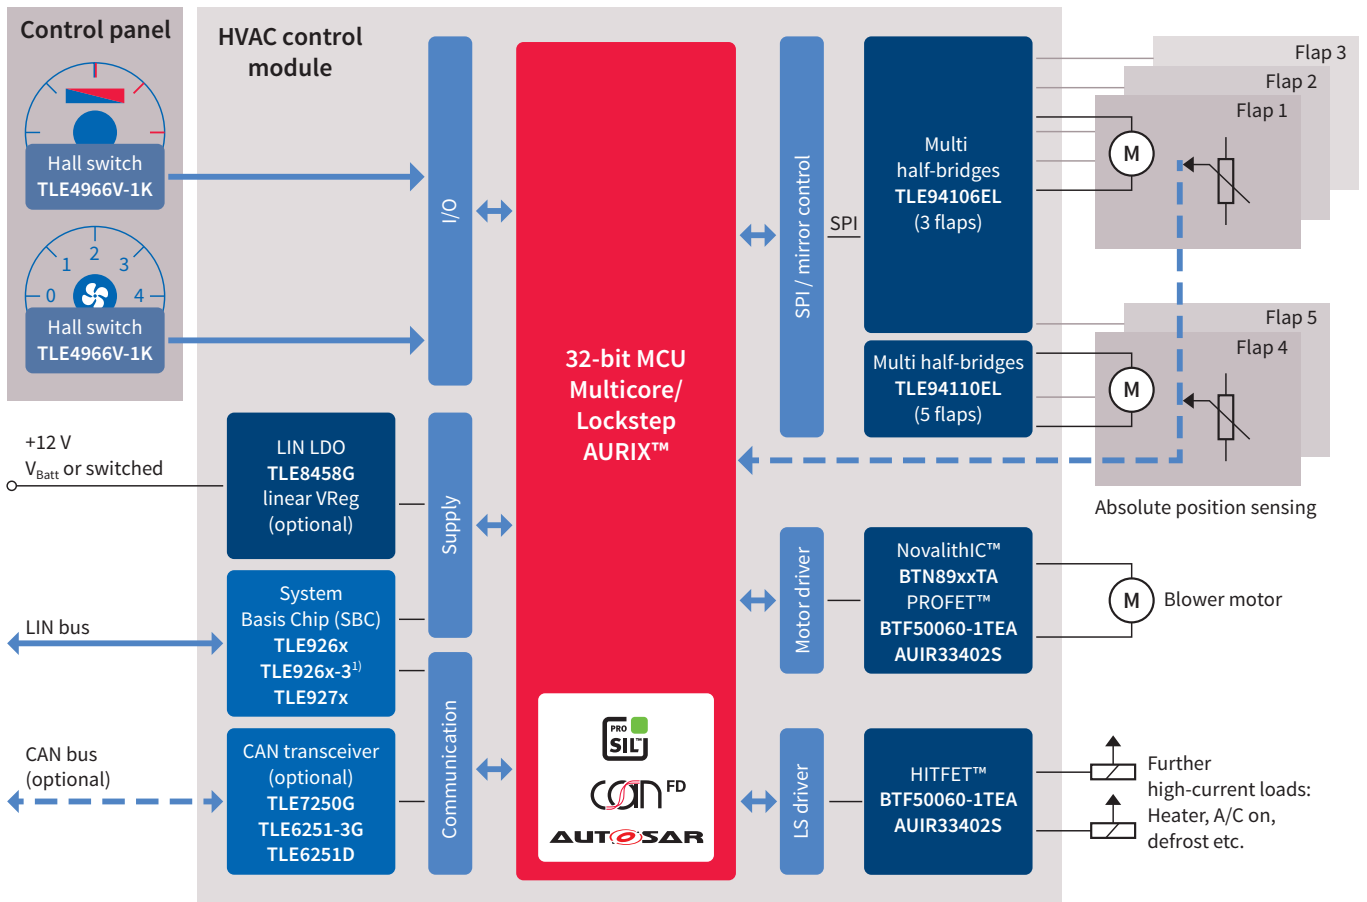 Control panel
Hall switch
TLE4966V-1K
0
1
2
3
4
Hall switch
TLE4966V-1K
HVAC control
module
I/O
+12 V
VBatt or switched
LIN LDO
TLE8458G
linear VReg
(optional)
Supply
LIN bus
System
Basis Chip (SBC)
TLE926x
TLE926x-3¹⁾
TLE927x
CAN bus
(optional)
CAN transceiver
(optional)
TLE7250G
TLE6251-3G
TLE6251D
Communication
32-bit MCU
Multicore/
Lockstep
AURIX™
PRO
SIL™
CAN FD
AUTOSAR
SPI / mirror control
SPI
Multi
half-bridges
TLE94106EL
(3 flaps)
Multi half-bridges
TLE94110EL
(5 flaps)
Flap 3
Flap 2
Flap 1
M
Flap 5
Flap 4
M
Absolute position sensing
Motor driver
NovalithIC™
BTN89xxTA
PROFET™
BTF50060-1TEA
AUIR33402S
M
Blower motor
LS driver
HITFET™
BTF50060-1TEA
AUIR33402S
Further
high-current loads:
Heater, A/C on,
defrost etc.